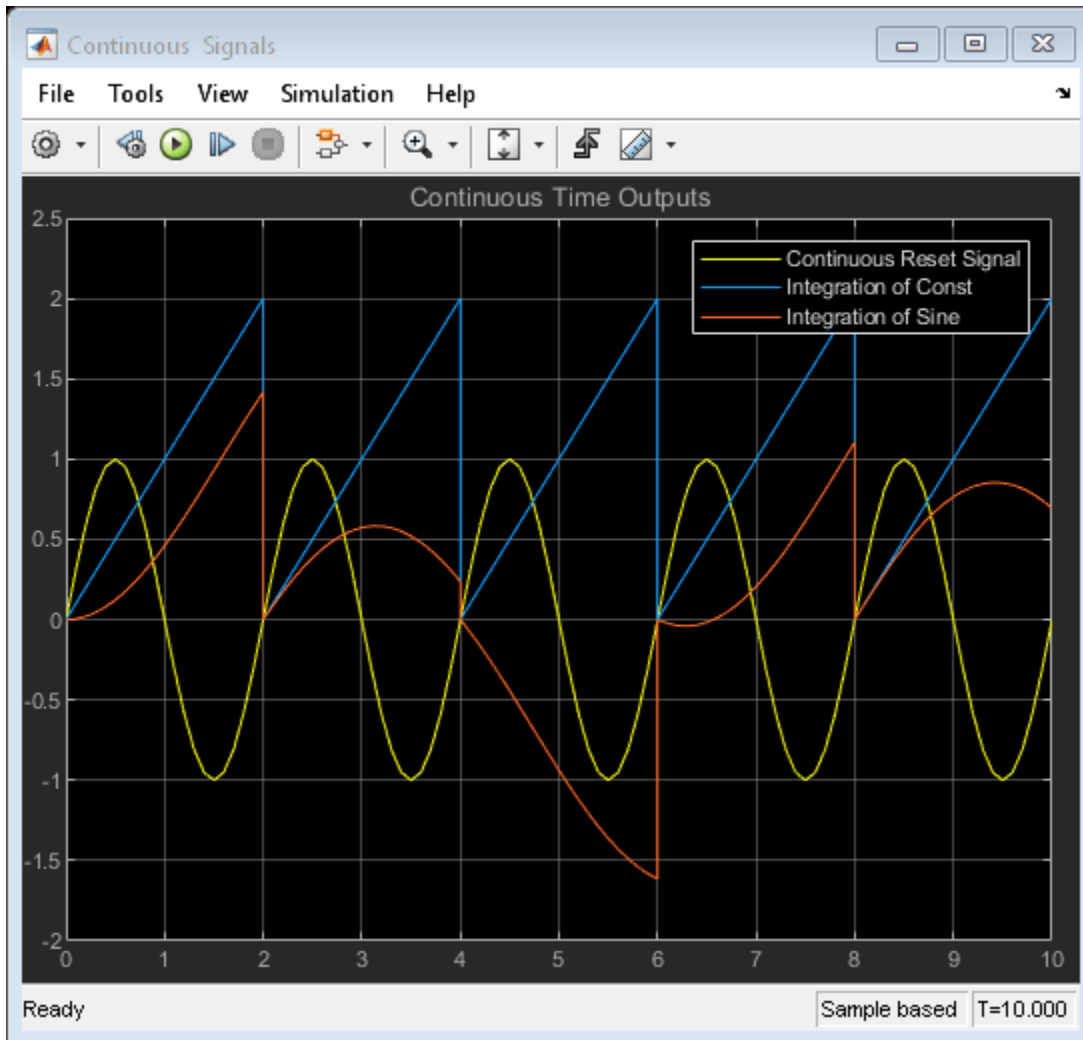 Continuous Signals
File Tools View Simulation Help
Continuous Time Outputs
2.5
2
1.5
1
0.5
0
-0.5
-1
-1.5
-2
Continuous Reset Signal
Integration of Const
Integration of Sine
0 1 2 3 4 5 6 7 8 9 10
Ready Sample based T=10.000